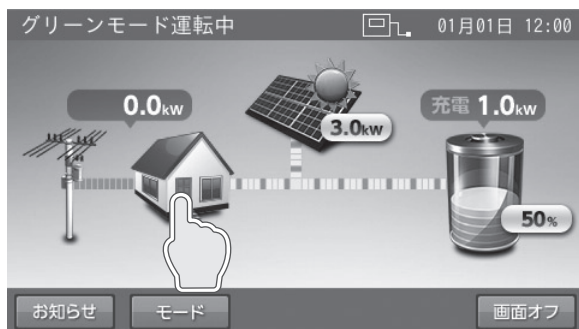 グリーンモード運転中
01月01日 12:00
0.0kw
3.0kw
充電 1.0kw
50%
お知らせ
モード
画面オフ